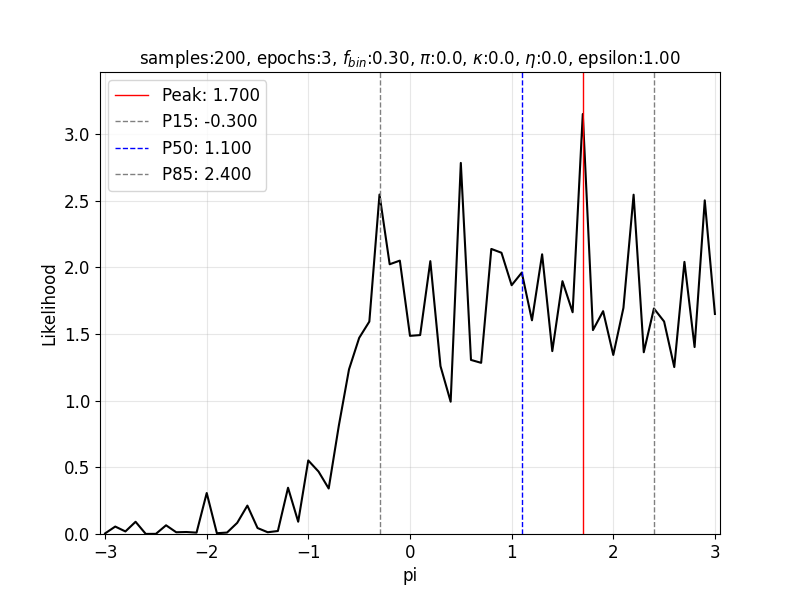 samples:200, epochs:3, f_bin:0.30, π:0.0, κ:0.0, η:0.0, epsilon:1.00
Peak: 1.700
P15: -0.300
P50: 1.100
P85: 2.400
3.0
2.5
2.0
1.5
1.0
0.5
0.0
Likelihood
−3 −2 −1 0 1 2 3
pi